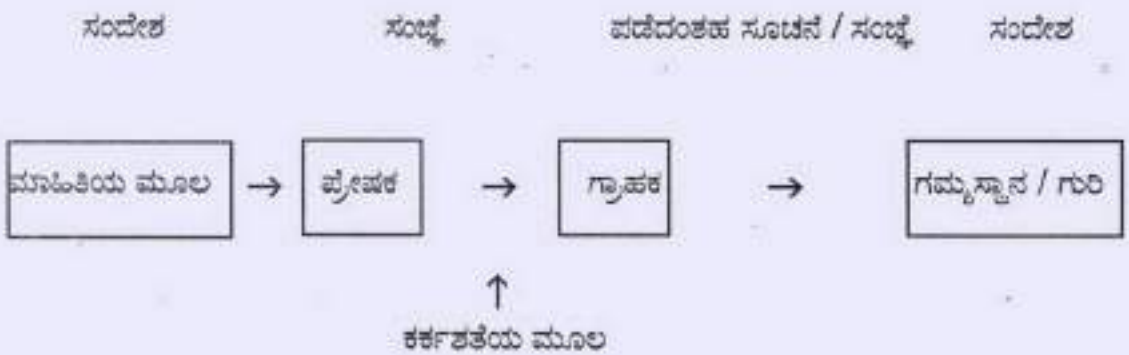 ಸಂದೇಶ ಸಂಜ್ಞೆ ಪಡೆದಂತಹ ಸೂಚನೆ / ಸಂಜ್ಞೆ ಸಂದೇಶ
ಮಾಹಿತಿಯ ಮೂಲ → ಪ್ರೇಷಕ → ಗ್ರಾಹಕ → ಗಮ್ಯಸ್ಥಾನ / ಗುರಿ
↑
ಕರ್ಕಶತೆಯ ಮೂಲ